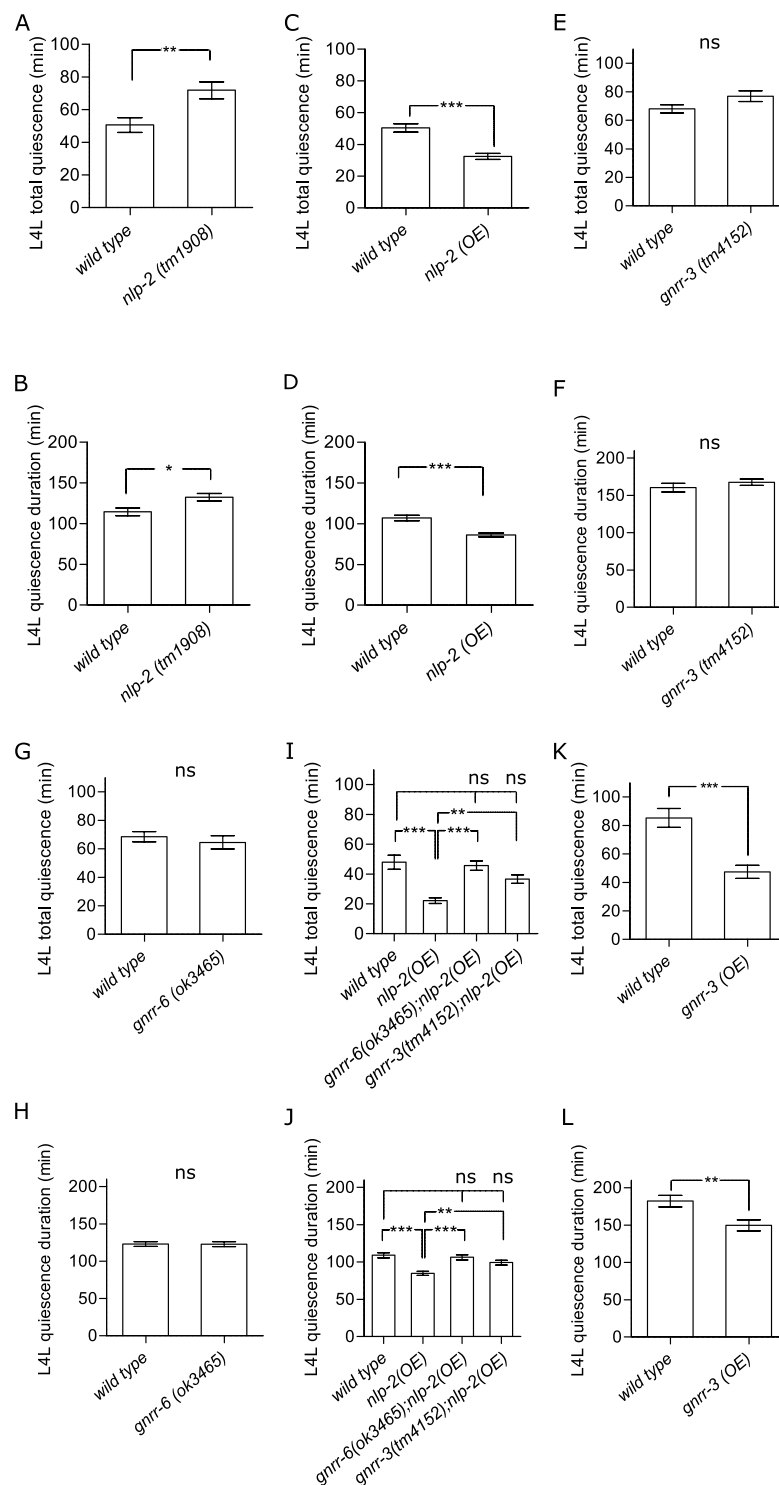 A
L4L total quiescence (min)
100
80
60
40
20
0
**
wild type
nlp-2 (tm1908)
C
L4L total quiescence (min)
100
80
60
40
20
0
***
wild type
nlp-2 (OE)
E
L4L total quiescence (min)
100
80
60
40
20
0
ns
wild type
gnrr-3 (tm4152)
B
L4L quiescence duration (min)
200
150
100
50
0
*
wild type
nlp-2 (tm1908)
D
L4L quiescence duration (min)
200
150
100
50
0
***
wild type
nlp-2 (OE)
F
L4L quiescence duration (min)
200
150
100
50
0
ns
wild type
gnrr-3 (tm4152)
G
L4L total quiescence (min)
100
80
60
40
20
0
ns
wild type
gnrr-6 (ok3465)
I
L4L total quiescence (min)
100
80
60
40
20
0
ns ns
**
*** ***
wild type
nlp-2(OE)
gnrr-6(ok3465);nlp-2(OE)
gnrr-3(tm4152);nlp-2(OE)
K
L4L total quiescence (min)
100
80
60
40
20
0
***
wild type
gnrr-3 (OE)
H
L4L quiescence duration (min)
200
150
100
50
0
ns
wild type
gnrr-6 (ok3465)
J
L4L quiescence duration (min)
200
150
100
50
0
ns ns
**
*** ***
wild type
nlp-2(OE)
gnrr-6(ok3465);nlp-2(OE)
gnrr-3(tm4152);nlp-2(OE)
L
L4L quiescence duration (min)
200
150
100
50
0
**
wild type
gnrr-3 (OE)